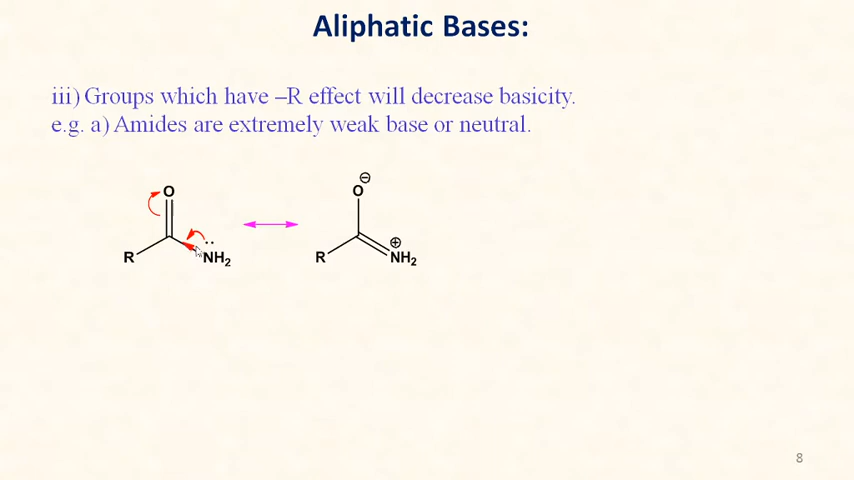 Aliphatic Bases:
iii) Groups which have –R effect will decrease basicity.
e.g. a) Amides are extremely weak base or neutral.
O
R
NH₂
⊖
O
R
⊕
NH₂
8